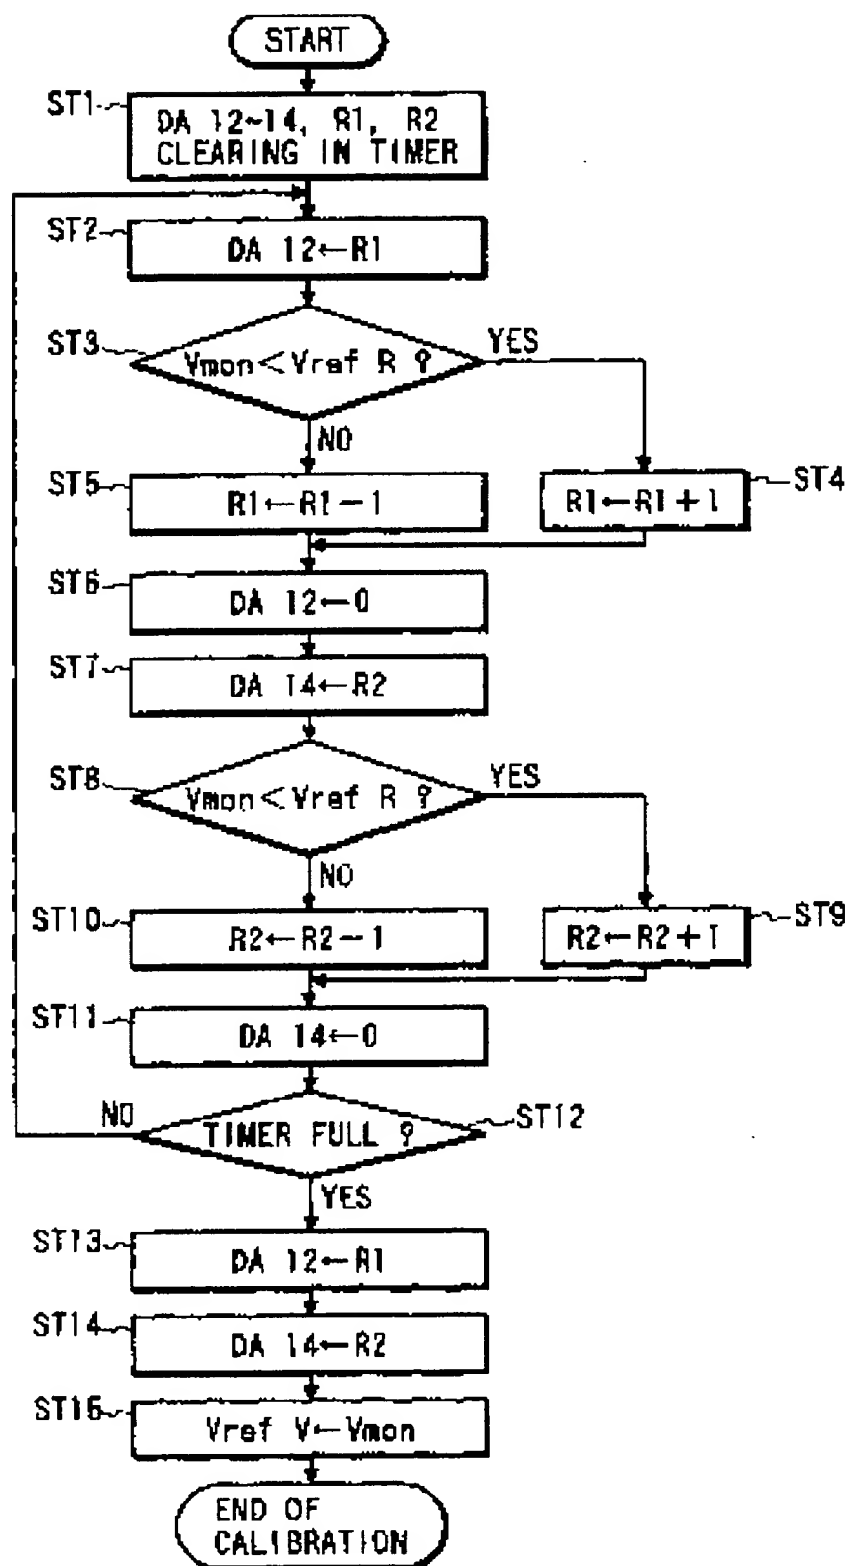 START
ST1
DA 12~14, R1, R2
CLEARING IN TIMER
ST2
DA 12←R1
ST3
Vmon<Vref R ?
YES
NO
ST5
R1←R1-1
ST4
R1←R1+1
ST6
DA 12←0
ST7
DA 14←R2
ST8
Vmon<Vref R ?
YES
NO
ST10
R2←R2-1
ST9
R2←R2+1
ST11
DA 14←0
NO
TIMER FULL ?
ST12
YES
ST13
DA 12←R1
ST14
DA 14←R2
ST15
Vref V←Vmon
END OF
CALIBRATION